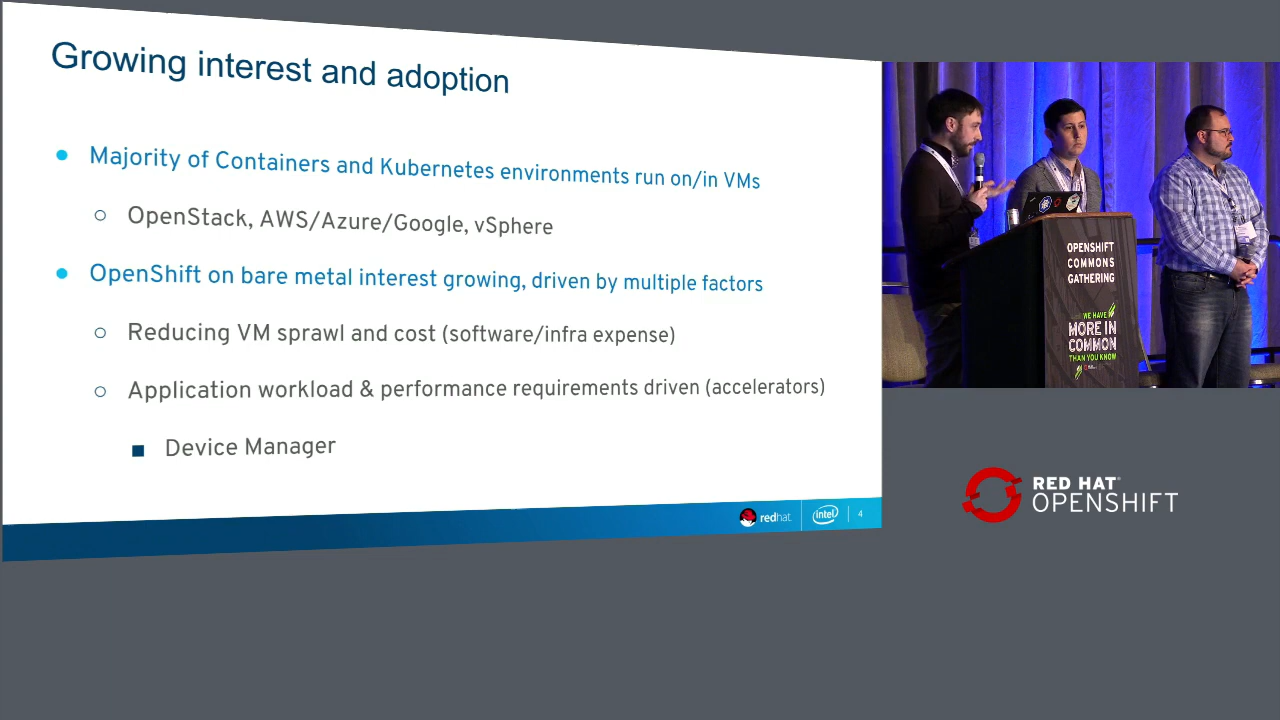 Growing interest and adoption
Majority of Containers and Kubernetes environments run on/in VMs
OpenStack, AWS/Azure/Google, vSphere
OpenShift on bare metal interest growing, driven by multiple factors
Reducing VM sprawl and cost (software/infra expense)
Application workload & performance requirements driven (accelerators)
Device Manager
redhat
intel
4
OPENSHIFT
COMMONS
GATHERING
WE HAVE
MORE IN
COMMON
THAN YOU KNOW
RED HAT
OPENSHIFT